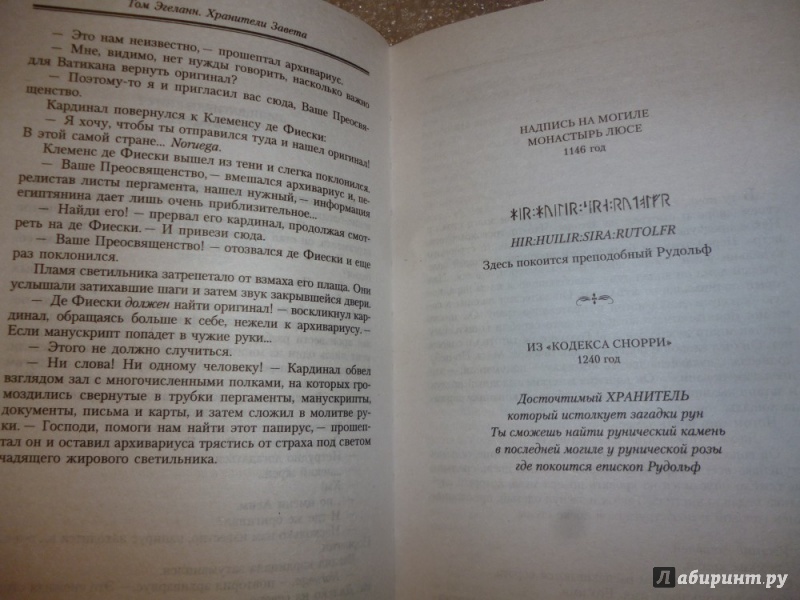 Том Эгеланн. Хранители Завета
— Это нам неизвестно, — прошептал архивариус.
— Мне, видимо, нет нужды говорить, насколько важно
для Ватикана вернуть оригинал?
— Поэтому-то я и пригласил вас сюда, Ваше Преосвя-
щенство.
Кардинал повернулся к Клеменсу де Фиески:
— Я хочу, чтобы ты отправился туда и нашел оригинал!
В этой самой стране... Noruega.
Клеменс де Фиески вышел из тени и слегка поклонился.
— Ваше Преосвященство, — вмешался архивариус и, пе-
релистав листы пергамента, нашел нужный, — информация
египтянина дает лишь очень приблизительное...
— Найди его! — прервал его кардинал, продолжая смот-
реть на де Фиески. — И привези сюда.
— Ваше Преосвященство! — отозвался де Фиески и еще
раз поклонился.
Пламя светильника затрепетало от взмаха его плаща. Они
услышали затихавшие шаги и затем звук закрывшейся двери.
— Де Фиески должен найти оригинал! — воскликнул кар-
динал, обращаясь больше к себе, нежели к архивариусу. —
Если манускрипт попадет в чужие руки...
— Этого не должно случиться.
— Ни слова! Ни одному человеку! — Кардинал обвел
взглядом зал с многочисленными полками, на которых гро-
моздились свернутые в трубки пергаменты, манускрипты,
документы, письма и карты, и затем сложил в молитве ру-
ки. — Господи, помоги нам найти этот папирус, — прошеп-
тал он и оставил архивариуса трястись от страха под светом
чадящего жирового светильника.
НАДПИСЬ НА МОГИЛЕ
МОНАСТЫРЬ ЛЮСЕ
1146 год
HIR:HUILIR:SIRA:RUTOLFR
Здесь покоится преподобный Рудольф
ИЗ «КОДЕКСА СНОРРИ»
1240 год
Досточтимый ХРАНИТЕЛЬ
который истолкует загадки рун
Ты сможешь найти рунический камень
в последней могиле у рунической розы
где покоится епископ Рудольф
Лабиринт.ру